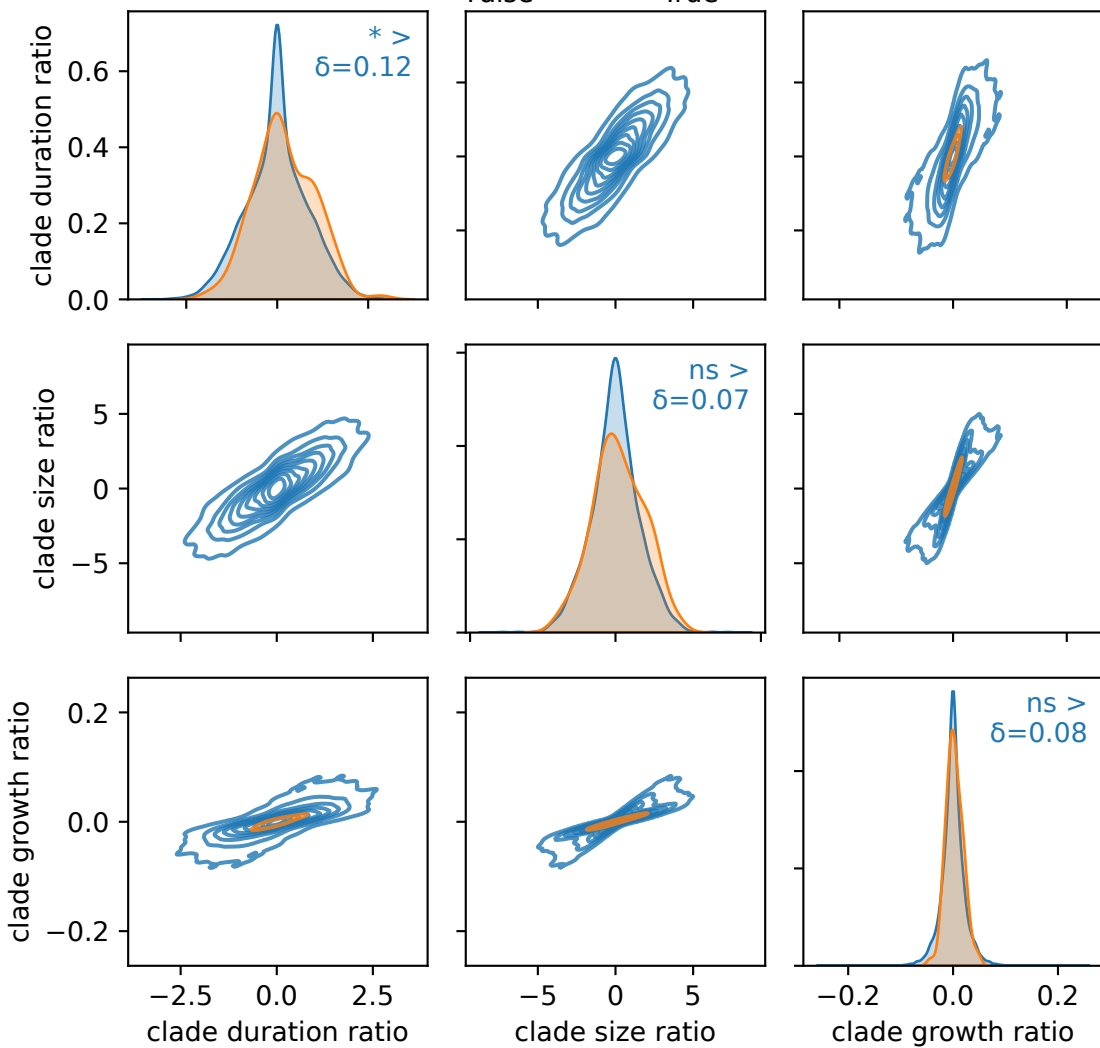 * >
δ=0.12
clade duration ratio
0.6
0.4
0.2
0.0
ns >
δ=0.07
clade size ratio
5
0
−5
ns >
δ=0.08
clade growth ratio
0.2
0.0
−0.2
−2.5 0.0 2.5
−5 0 5
−0.2 0.0 0.2
clade duration ratio
clade size ratio
clade growth ratio